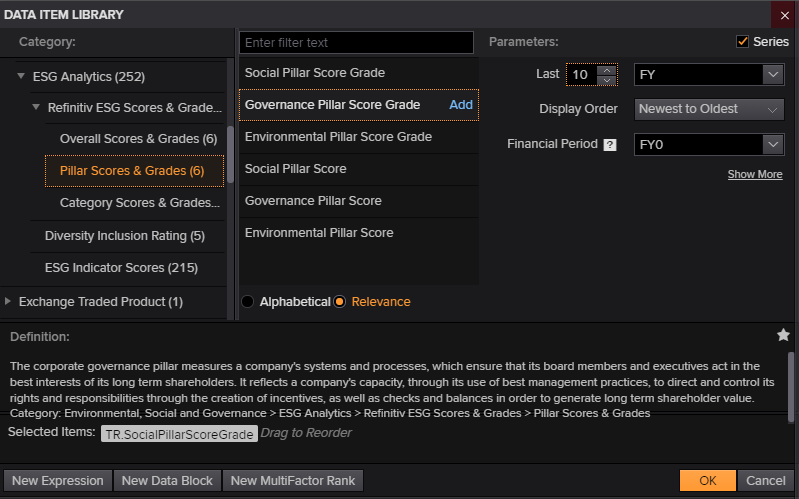 DATA ITEM LIBRARY
Category:
ESG Analytics (252)
Refinitiv ESG Scores & Grade...
Overall Scores & Grades (6)
Pillar Scores & Grades (6)
Category Scores & Grades...
Diversity Inclusion Rating (5)
ESG Indicator Scores (215)
Exchange Traded Product (1)
Enter filter text
Social Pillar Score Grade
Governance Pillar Score Grade Add
Environmental Pillar Score Grade
Social Pillar Score
Governance Pillar Score
Environmental Pillar Score
Alphabetical Relevance
Parameters: Series
Last 10 FY
Display Order Newest to Oldest
Financial Period ? FY0
Show More
Definition:
The corporate governance pillar measures a company's systems and processes, which ensure that its board members and executives act in the
best interests of its long term shareholders. It reflects a company's capacity, through its use of best management practices, to direct and control its
rights and responsibilities through the creation of incentives, as well as checks and balances in order to generate long term shareholder value.
Category: Environmental, Social and Governance > ESG Analytics > Refinitiv ESG Scores & Grades > Pillar Scores & Grades
Selected Items: TR.SocialPillarScoreGrade Drag to Reorder
New Expression New Data Block New MultiFactor Rank OK Cancel